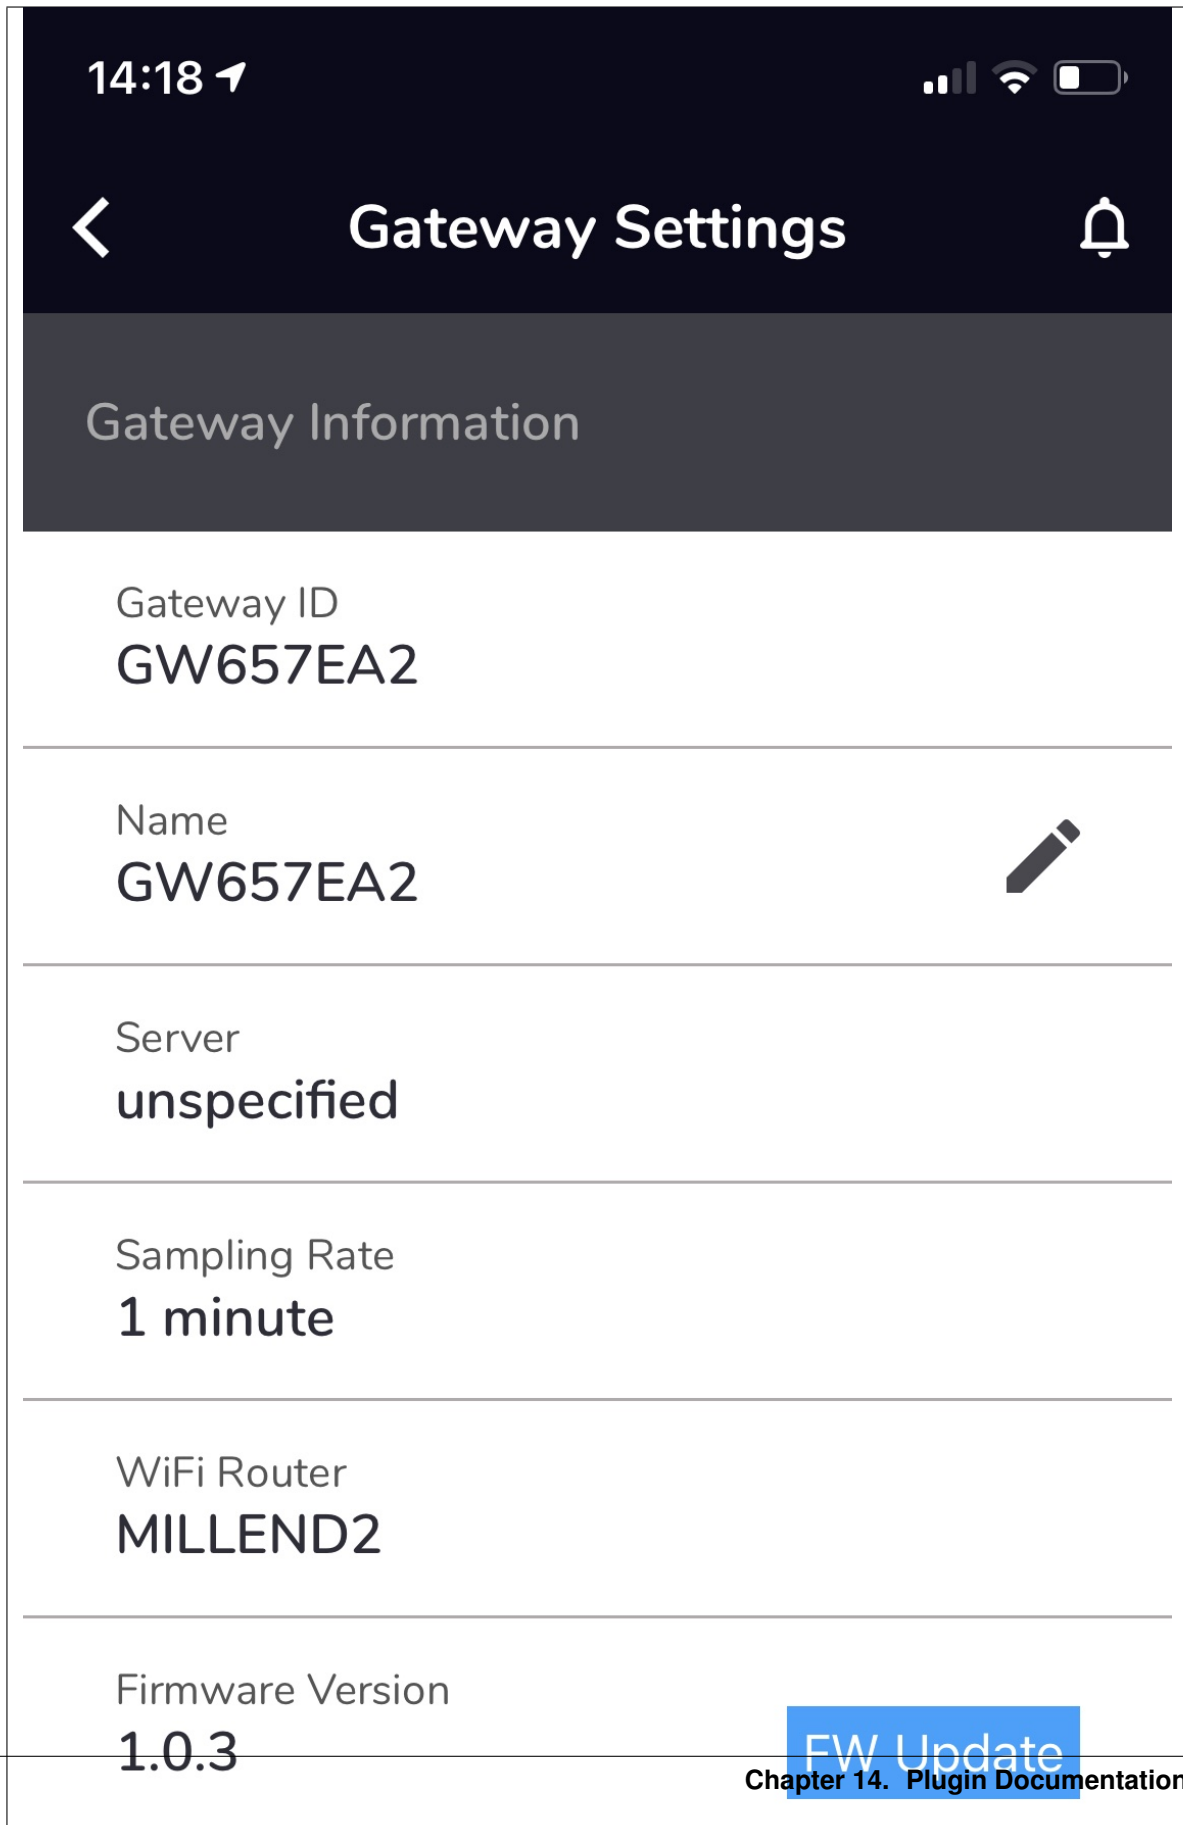 14:18
Gateway Settings
Gateway Information
Gateway ID
GW657EA2
Name
GW657EA2
Server
unspecified
Sampling Rate
1 minute
WiFi Router
MILLEND2
Firmware Version
1.0.3
FW Update
Chapter 14. Plugin Documentation